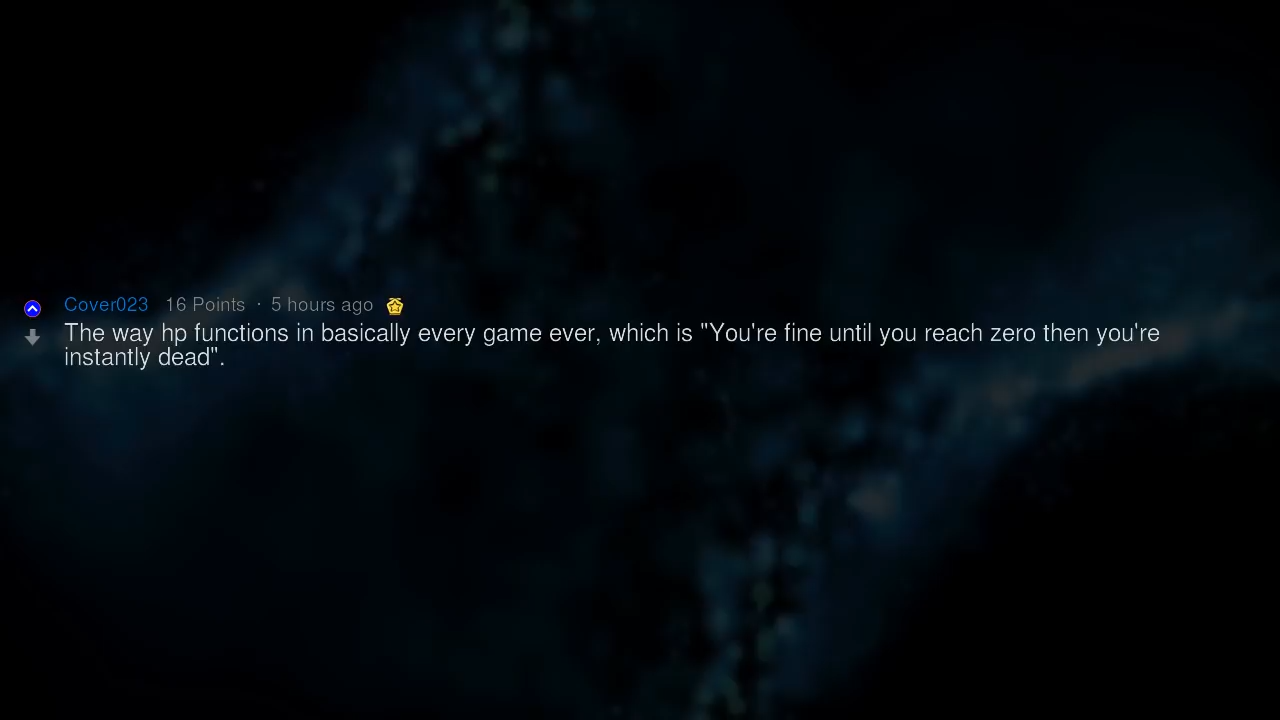 Cover023 16 Points · 5 hours ago
The way hp functions in basically every game ever, which is "You're fine until you reach zero then you're
instantly dead".